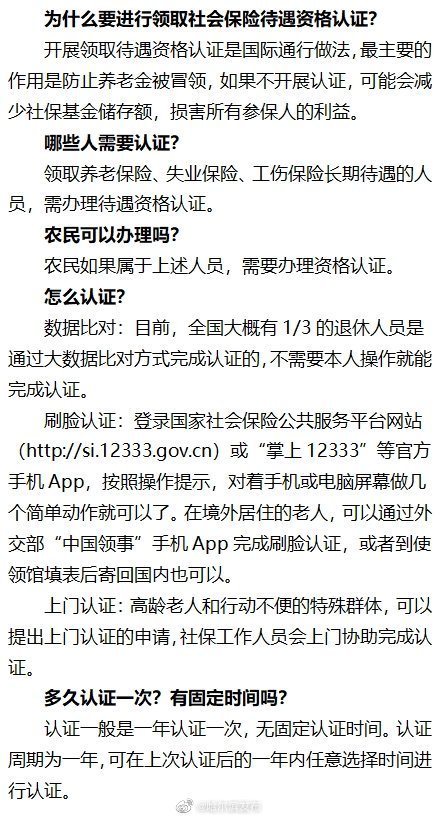 为什么要进行领取社会保险待遇资格认证？
开展领取待遇资格认证是国际通行做法，最主要的
作用是防止养老金被冒领，如果不开展认证，可能会减
少社保基金储存额，损害所有参保人的利益。
哪些人需要认证？
领取养老保险、失业保险、工伤保险长期待遇的人
员，需办理待遇资格认证。
农民可以办理吗？
农民如果属于上述人员，需要办理资格认证。
怎么认证？
数据比对：目前，全国大概有 1/3 的退休人员是
通过大数据比对方式完成认证的，不需要本人操作就能
完成认证。
刷脸认证：登录国家社会保险公共服务平台网站
（http://si.12333.gov.cn）或“掌上 12333”等官方
手机 App，按照操作提示，对着手机或电脑屏幕做几
个简单动作就可以了。在境外居住的老人，可以通过外
交部“中国领事”手机 App 完成刷脸认证，或者到使
领馆填表后寄回国内也可以。
上门认证：高龄老人和行动不便的特殊群体，可以
提出上门认证的申请，社保工作人员会上门协助完成认
证。
多久认证一次？有固定时间吗？
认证一般是一年认证一次，无固定认证时间。认证
周期为一年，可在上次认证后的一年内任意选择时间进
行认证。